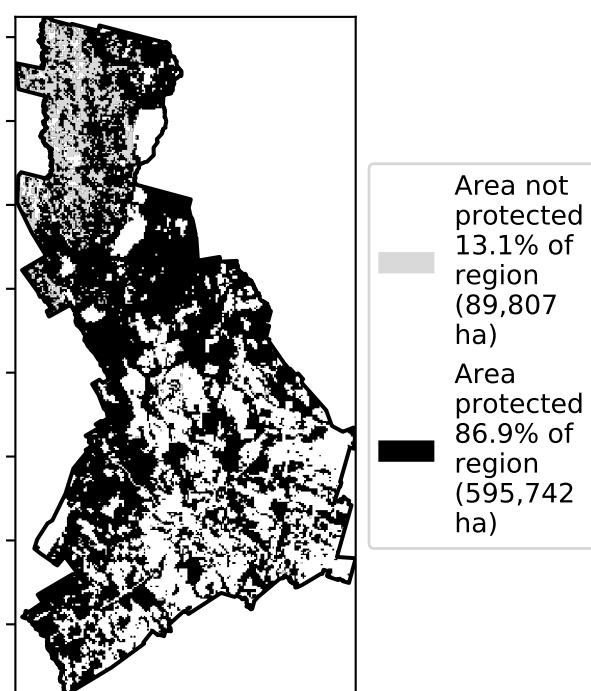 Area not
protected
13.1% of
region
(89,807
ha)
Area
protected
86.9% of
region
(595,742
ha)